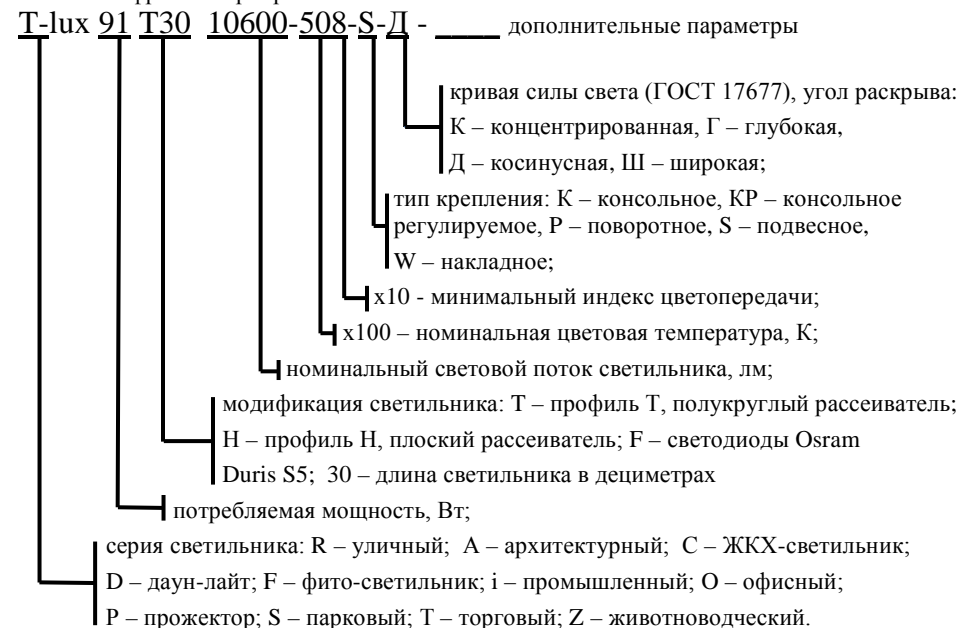 T-lux 91 T30 10600-508-S-Д - ____ дополнительные параметры
кривая силы света (ГОСТ 17677), угол раскрыва:
К – концентрированная, Г – глубокая,
Д – косинусная, Ш – широкая;
тип крепления: К – консольное, КР – консольное
регулируемое, Р – поворотное, S – подвесное,
W – накладное;
х10 - минимальный индекс цветопередачи;
х100 – номинальная цветовая температура, К;
номинальный световой поток светильника, лм;
модификация светильника: Т – профиль Т, полукруглый рассеиватель;
Н – профиль Н, плоский рассеиватель; F – светодиоды Osram
Duris S5; 30 – длина светильника в дециметрах
потребляемая мощность, Вт;
серия светильника: R – уличный; А – архитектурный; С – ЖКХ-светильник;
D – даун-лайт; F – фито-светильник; i – промышленный; О – офисный;
Р – прожектор; S – парковый; Т – торговый; Z – животноводческий.